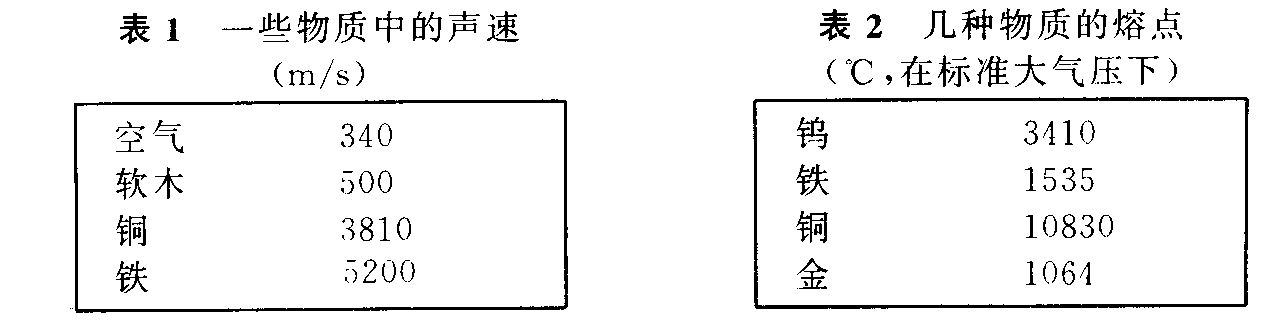 表 1 一些物质中的声速
（m/s）
空气 340
软木 500
铜 3810
铁 5200
表 2 几种物质的熔点
（℃,在标准大气压下）
钨 3410
铁 1535
铜 10830
金 1064